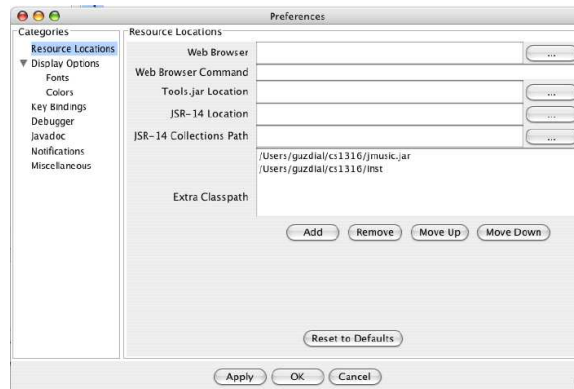 Preferences
Categories
Resource Locations
Display Options
Fonts
Colors
Key Bindings
Debugger
Javadoc
Notifications
Miscellaneous
Resource Locations
Web Browser
...
Web Browser Command
Tools.jar Location
...
JSR-14 Location
...
JSR-14 Collections Path
...
Extra Classpath
/Users/guzdial/cs1316/jmusic.jar
/Users/guzdial/cs1316/inst
Add Remove Move Up Move Down
Reset to Defaults
Apply OK Cancel